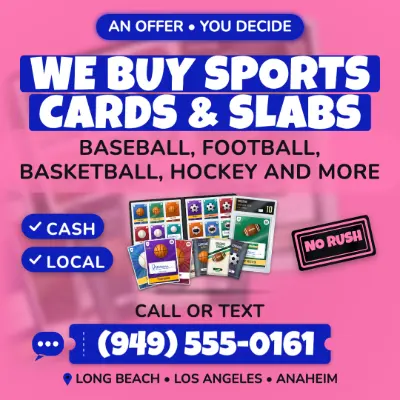 AN OFFER • YOU DECIDE
WE BUY SPORTS
CARDS & SLABS
BASEBALL, FOOTBALL,
BASKETBALL, HOCKEY AND MORE
CASH
LOCAL
10
NO RUSH
CALL OR TEXT
(949) 555-0161
LONG BEACH • LOS ANGELES • ANAHEIM